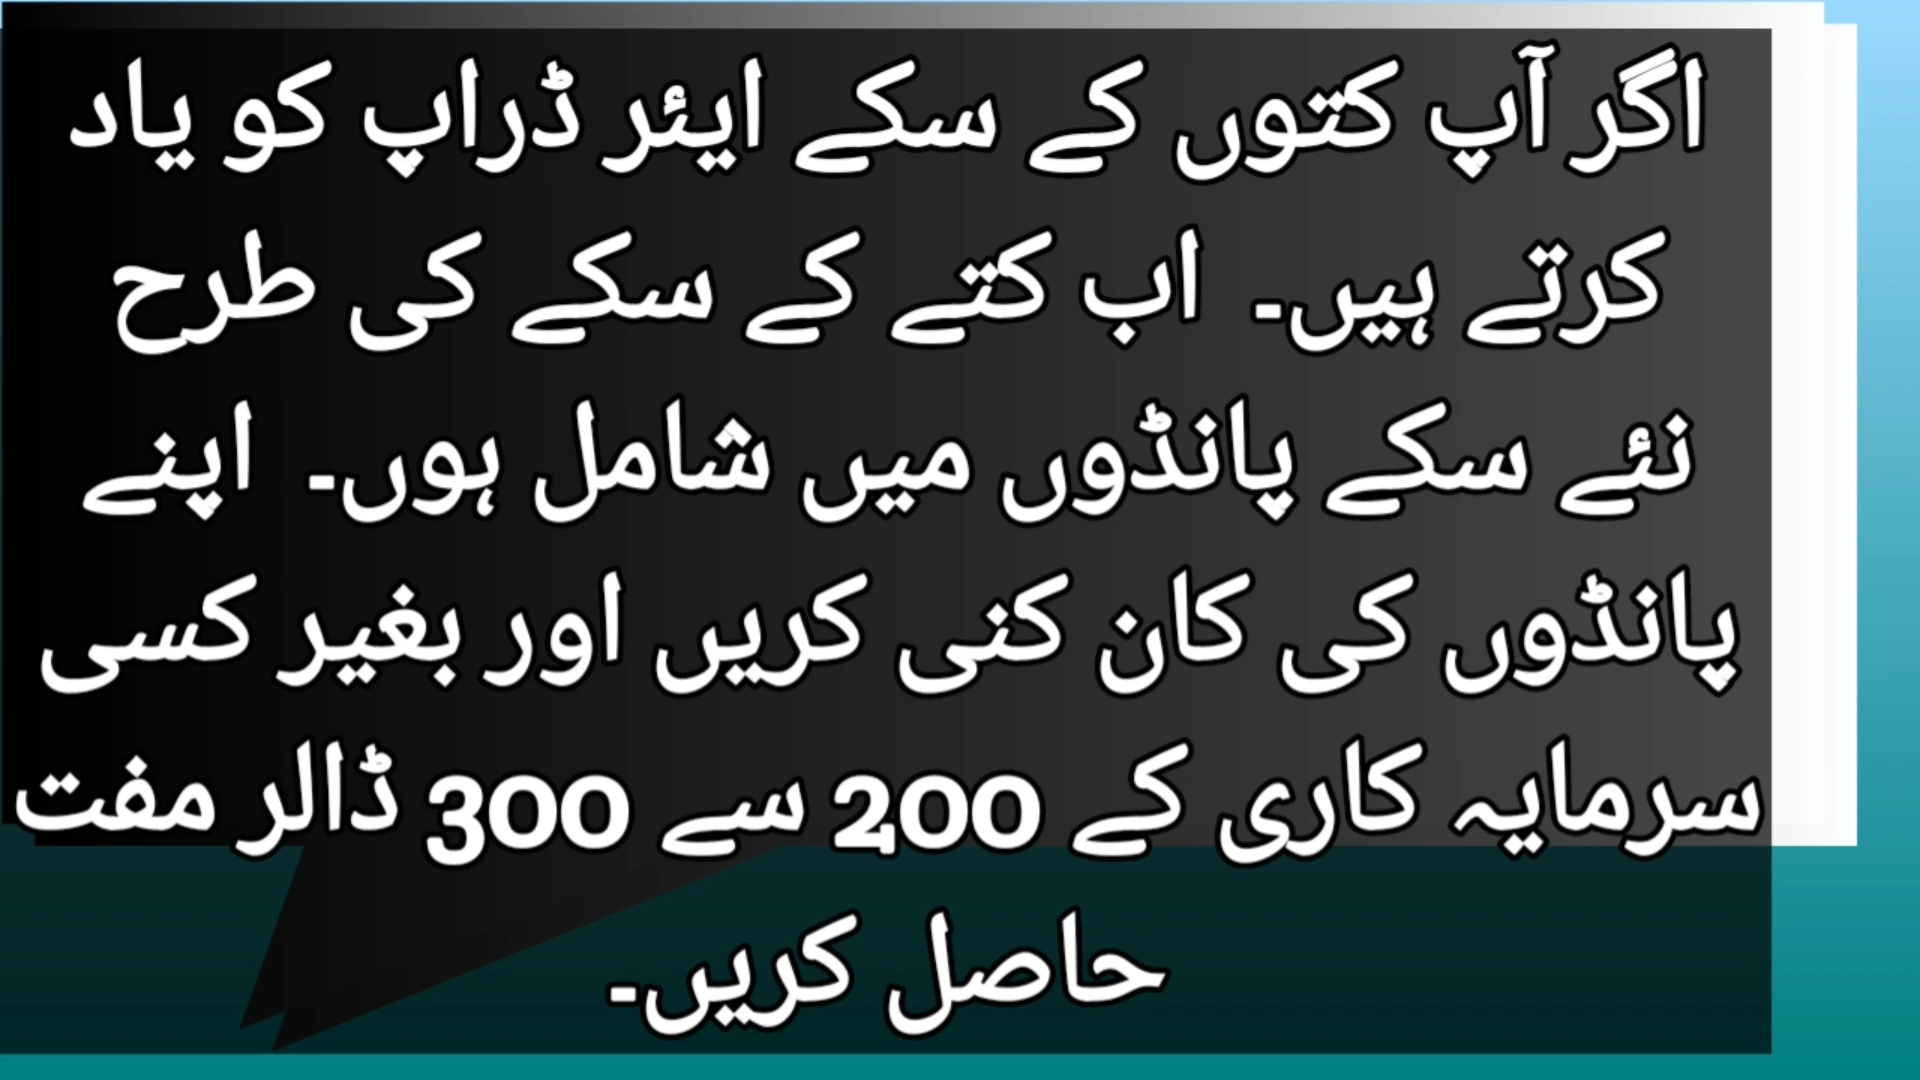 اگر آپ کتوں کے سکے ایئر ڈراپ کو یاد
کرتے ہیں۔ اب کتے کے سکے کی طرح
نئے سکے پانڈوں میں شامل ہوں۔ اپنے
پانڈوں کی کان کنی کریں اور بغیر کسی
سرمایہ کاری کے 200 سے 300 ڈالر مفت
حاصل کریں۔